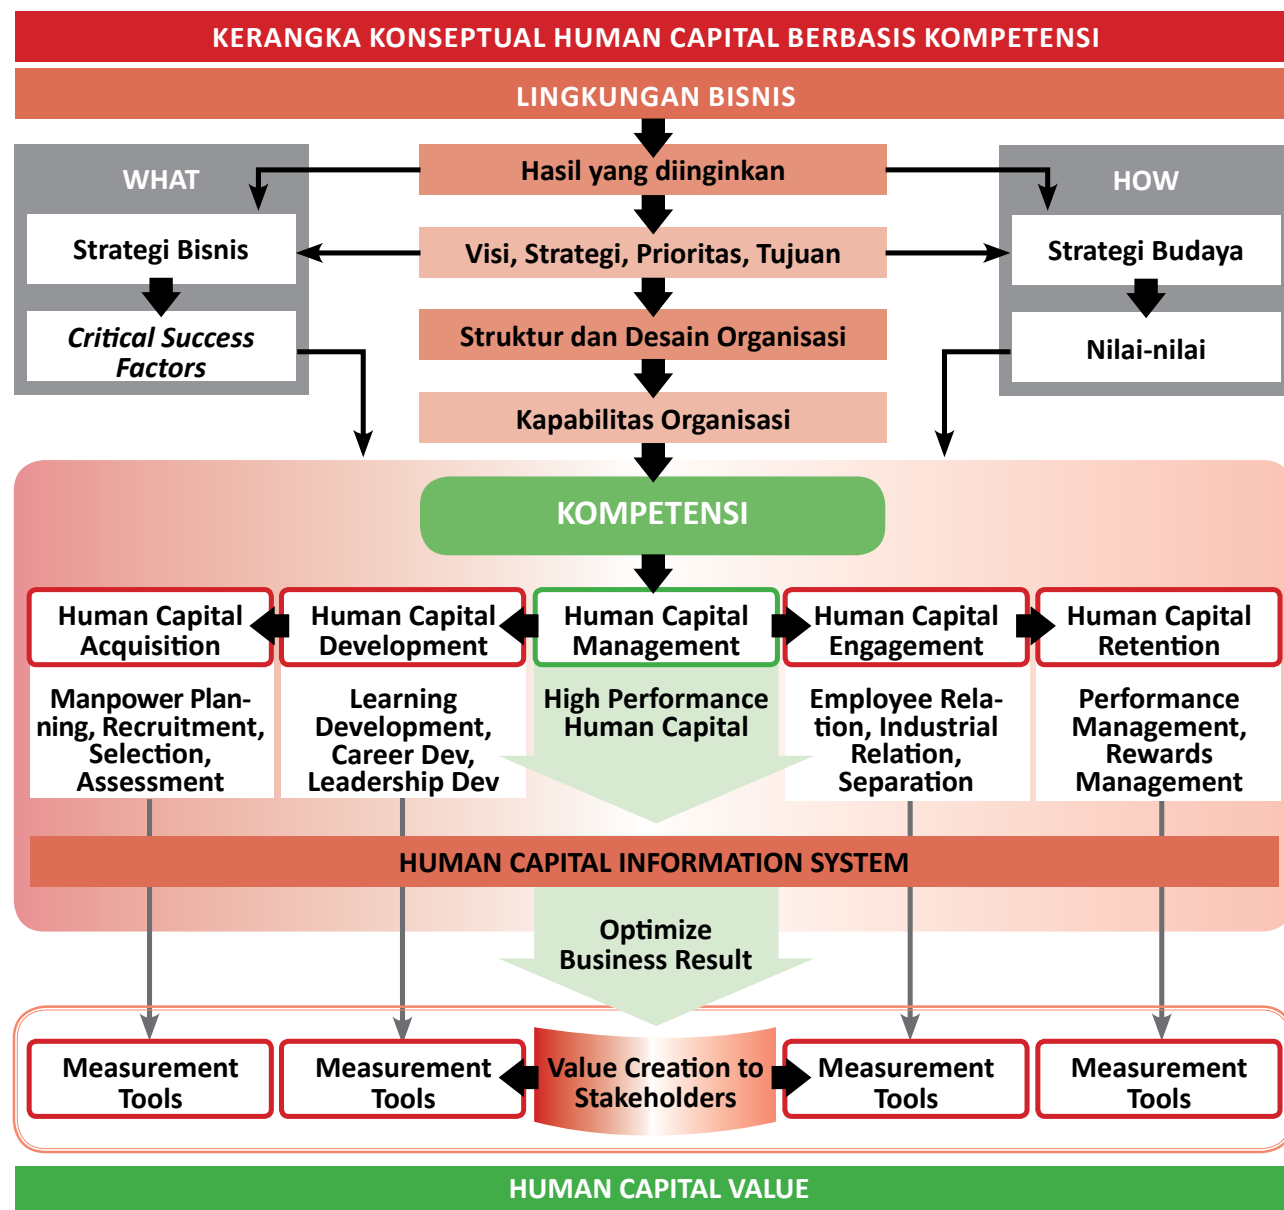 KERANGKA KONSEPTUAL HUMAN CAPITAL BERBASIS KOMPETENSI
LINGKUNGAN BISNIS
WHAT
Strategi Bisnis
Critical Success
Factors
Hasil yang diinginkan
Visi, Strategi, Prioritas, Tujuan
Struktur dan Desain Organisasi
Kapabilitas Organisasi
HOW
Strategi Budaya
Nilai-nilai
KOMPETENSI
Human Capital
Acquisition
Manpower Plan-
ning, Recruitment,
Selection,
Assessment
Human Capital
Development
Learning
Development,
Career Dev,
Leadership Dev
Human Capital
Management
High Performance
Human Capital
Human Capital
Engagement
Employee Rela-
tion, Industrial
Relation,
Separation
Human Capital
Retention
Performance
Management,
Rewards
Management
HUMAN CAPITAL INFORMATION SYSTEM
Optimize
Business Result
Measurement
Tools
Measurement
Tools
Value Creation to
Stakeholders
Measurement
Tools
Measurement
Tools
HUMAN CAPITAL VALUE